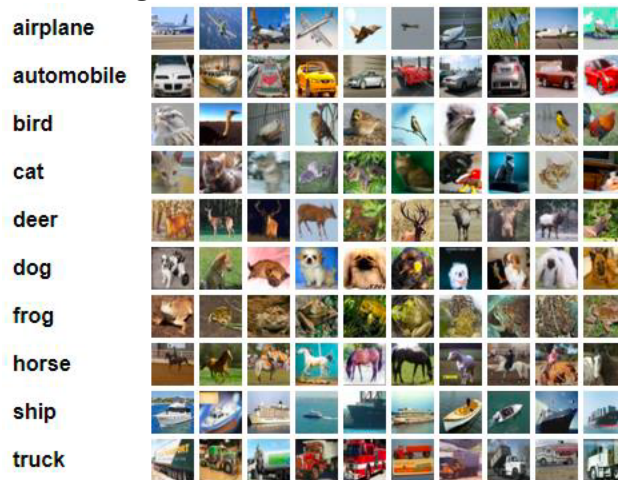 airplane
automobile
bird
cat
deer
dog
frog
horse
ship
truck